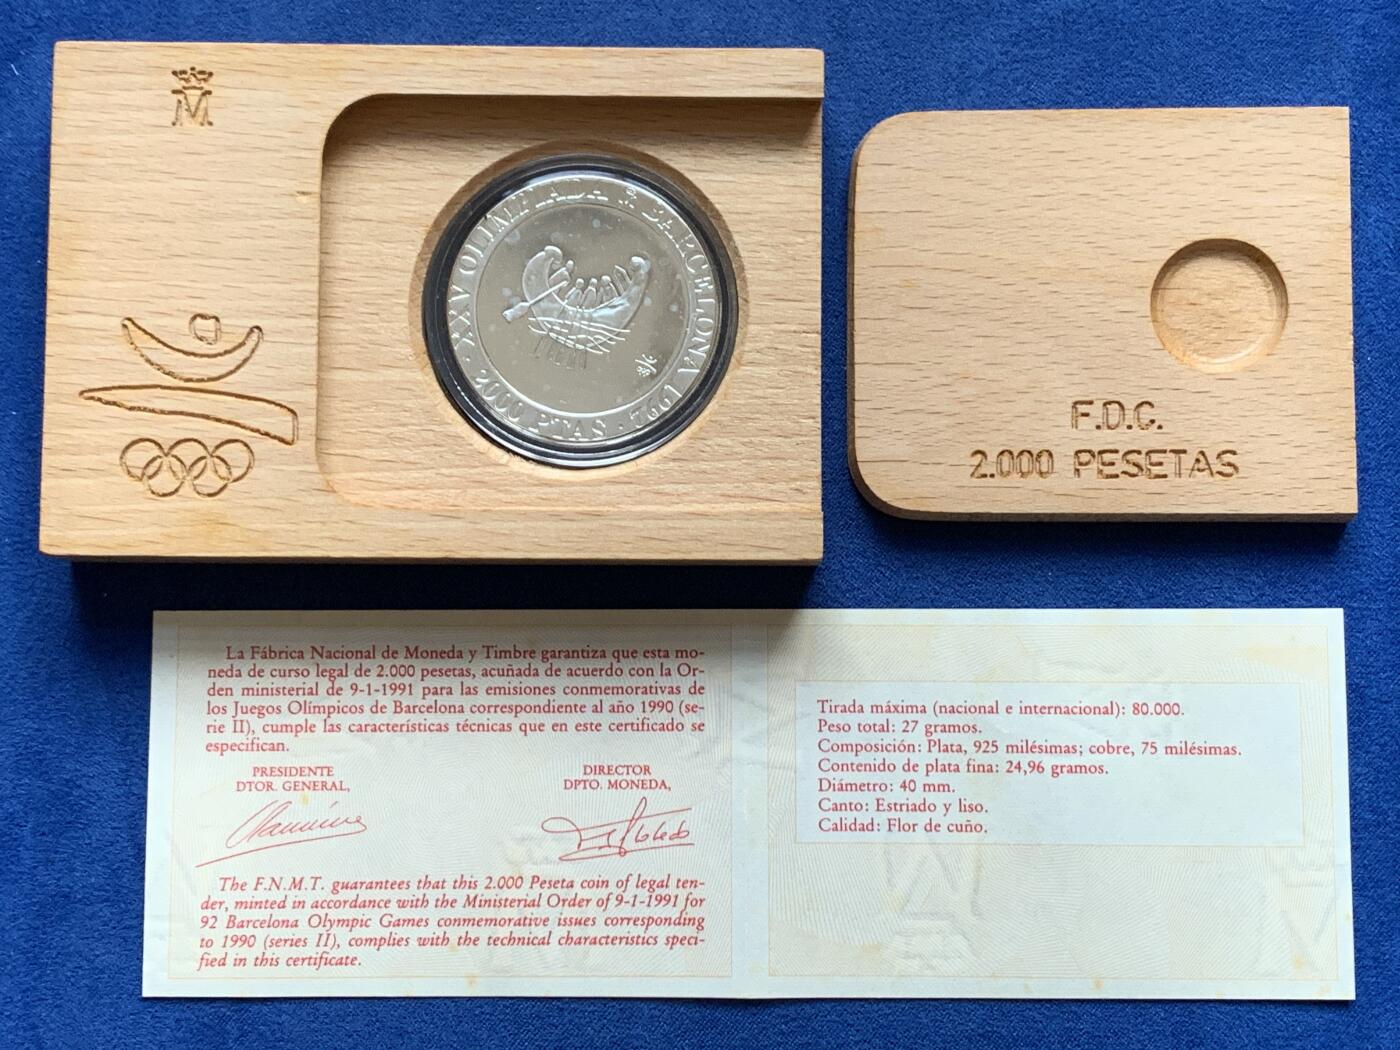 M
XXV OLIMPIADA BARCELONA 1992
2000 PTAS
F.D.C.
2.000 PESETAS
La Fábrica Nacional de Moneda y Timbre garantiza que esta mo-
neda de curso legal de 2.000 pesetas, acuñada de acuerdo con la Or-
den ministerial de 9-1-1991 para las emisiones conmemorativas de
los Juegos Olímpicos de Barcelona correspondiente al año 1990 (se-
rie II), cumple las características técnicas que en este certificado se
especifican.
PRESIDENTE
DTOR. GENERAL,
DIRECTOR
DPTO. MONEDA,
The F.N.M.T. guarantees that this 2.000 Peseta coin of legal ten-
der, minted in accordance with the Ministerial Order of 9-1-1991 for
92 Barcelona Olympic Games conmemorative issues corresponding
to 1990 (series II), complies with the technical characteristics speci-
fied in this certificate.
Tirada máxima (nacional e internacional): 80.000.
Peso total: 27 gramos.
Composición: Plata, 925 milésimas; cobre, 75 milésimas.
Contenido de plata fina: 24,96 gramos.
Diámetro: 40 mm.
Canto: Estriado y liso.
Calidad: Flor de cuño.